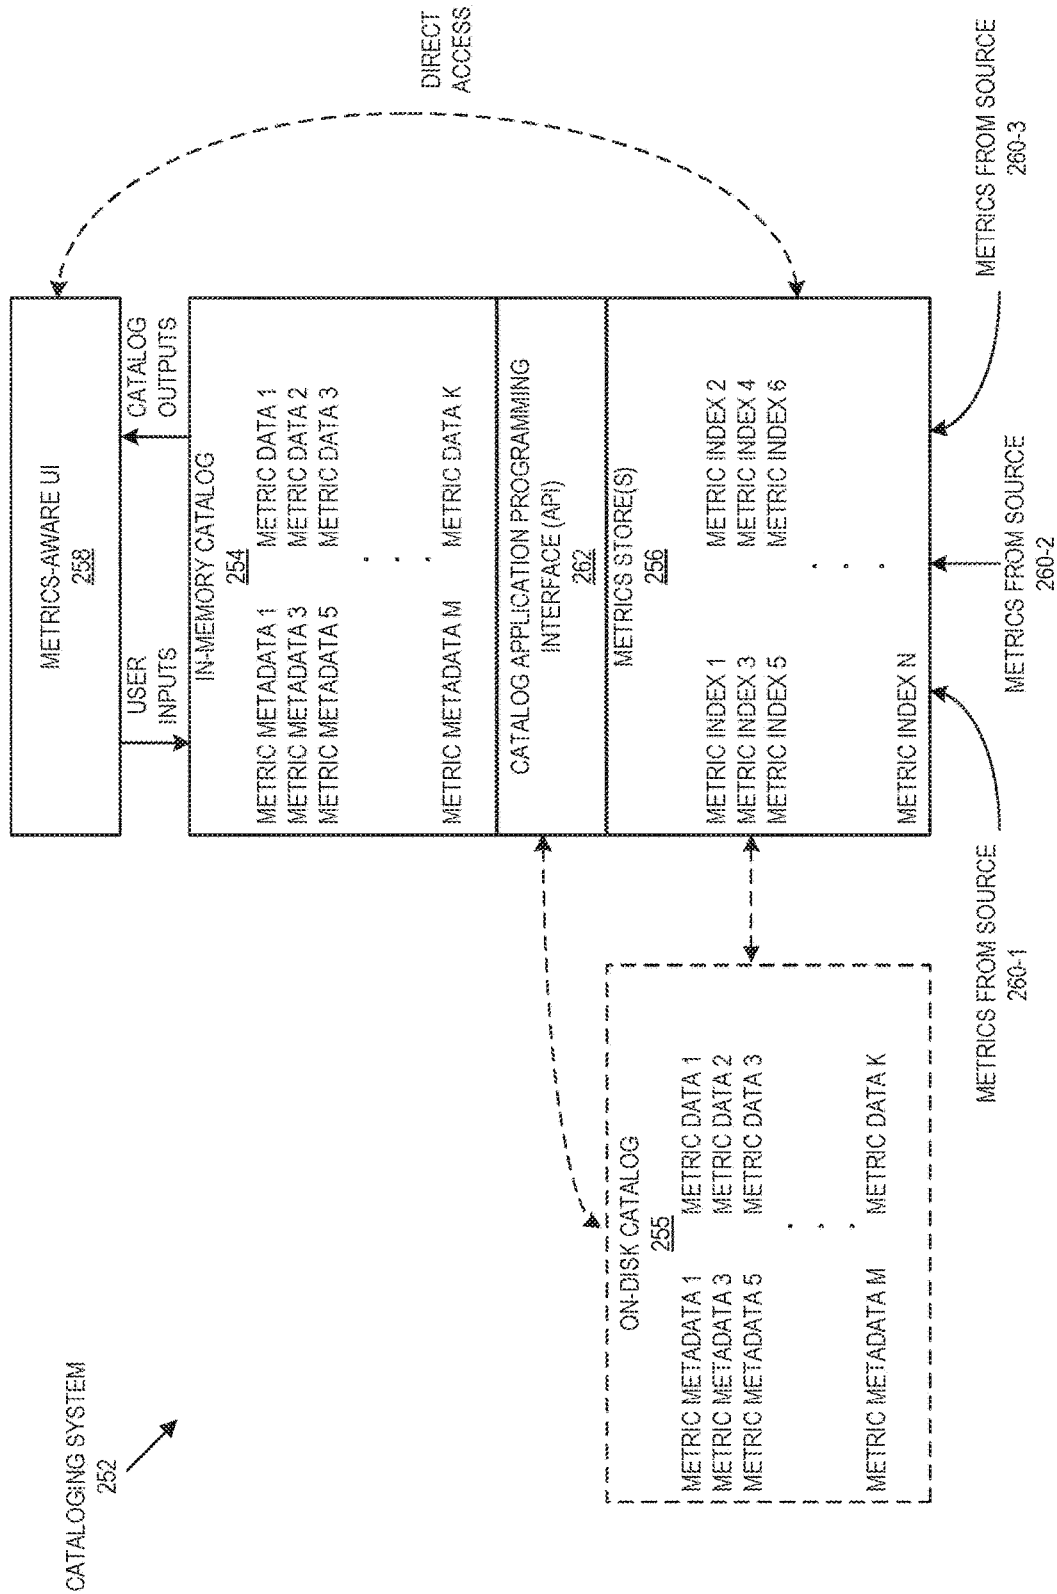 CATALOGING SYSTEM
252
METRICS-AWARE UI
258
USER
INPUTS
CATALOG
OUTPUTS
DIRECT
ACCESS
IN-MEMORY CATALOG
254
METRIC METADATA 1 METRIC DATA 1
METRIC METADATA 3 METRIC DATA 2
METRIC METADATA 5 METRIC DATA 3
. . .
METRIC METADATA M METRIC DATA K
CATALOG APPLICATION PROGRAMMING
INTERFACE (API)
262
METRICS STORE(S)
256
METRIC INDEX 1 METRIC INDEX 2
METRIC INDEX 3 METRIC INDEX 4
METRIC INDEX 5 METRIC INDEX 6
. . .
METRIC INDEX N
ON-DISK CATALOG
255
METRIC METADATA 1 METRIC DATA 1
METRIC METADATA 3 METRIC DATA 2
METRIC METADATA 5 METRIC DATA 3
. . .
METRIC METADATA M METRIC DATA K
METRICS FROM SOURCE
260-1
METRICS FROM SOURCE
260-2
METRICS FROM SOURCE
260-3